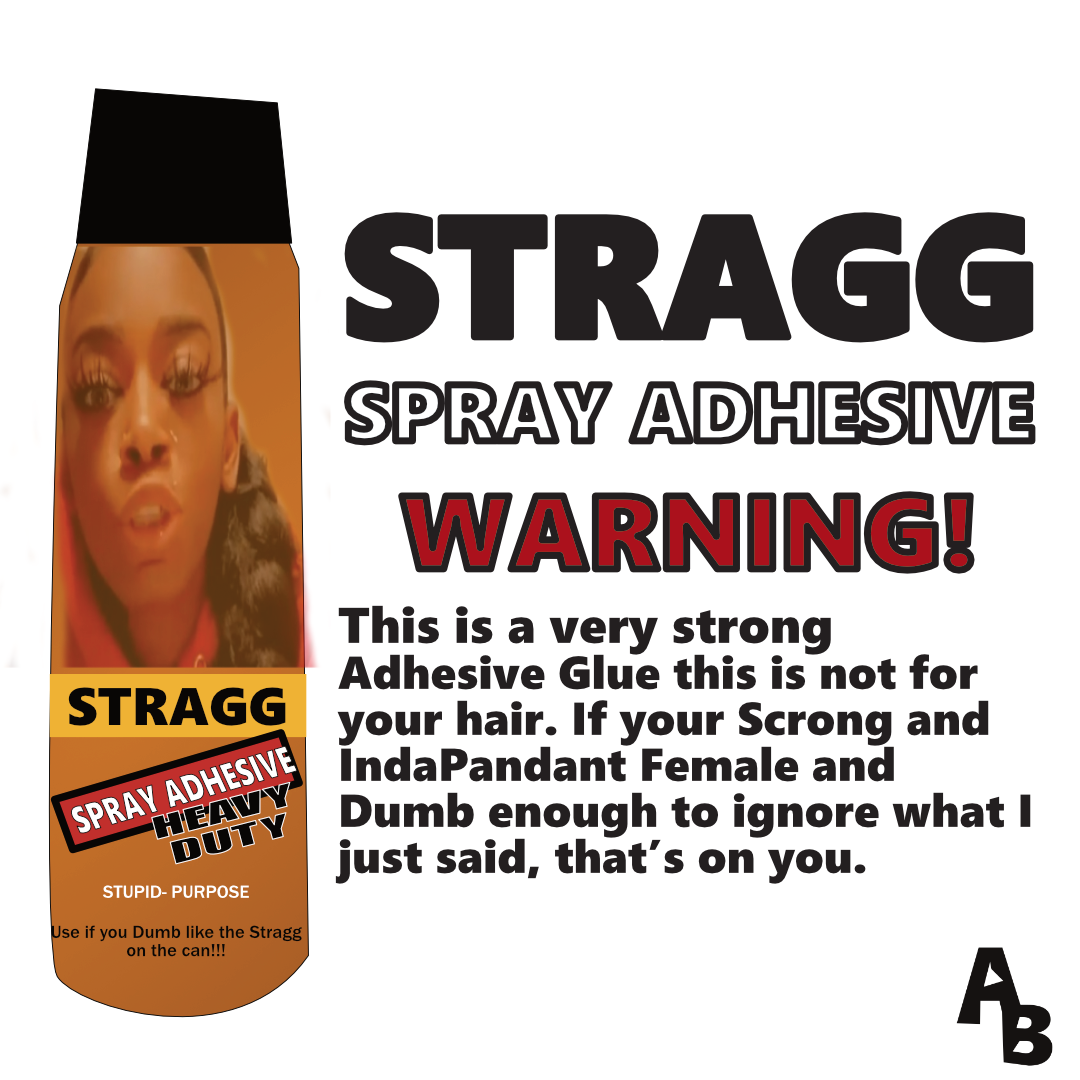 STRAGG
SPRAY ADHESIVE
HEAVY
DUTY
STUPID- PURPOSE
Use if you Dumb like the Stragg
on the can!!!
STRAGG
SPRAY ADHESIVE
WARNING!
This is a very strong
Adhesive Glue this is not for
your hair. If your Scrong and
IndaPandant Female and
Dumb enough to ignore what I
just said, that’s on you.
AB